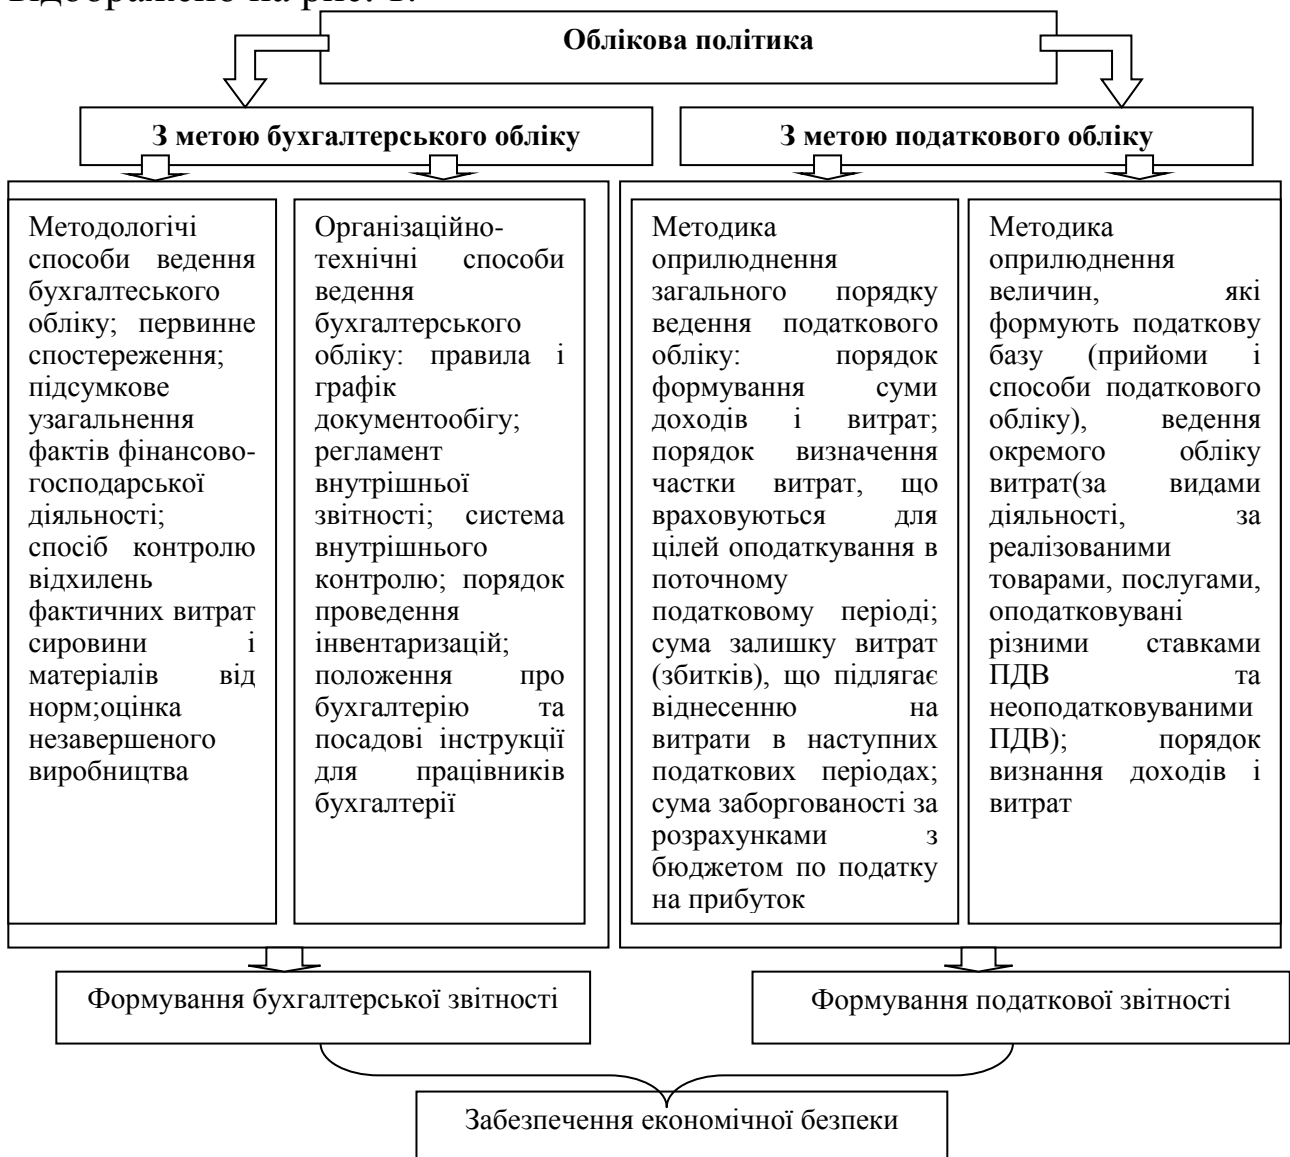 Облікова політика
З метою бухгалтерського обліку
З метою податкового обліку
Методологічі
способи ведення
бухгалтеського
обліку; первинне
спостереження;
підсумкове
узагальнення
фактів фінансово-
господарської
діяльності;
спосіб контролю
відхилень
фактичних витрат
сировини і
матеріалів від
норм;оцінка
незавершеного
виробництва
Організаційно-
технічні способи
ведення
бухгалтерського
обліку: правила і
графік
документообігу;
регламент
внутрішньої
звітності; система
внутрішнього
контролю; порядок
проведення
інвентаризацій;
положення про
бухгалтерію та
посадові інструкції
для працівників
бухгалтерії
Методика
оприлюднення
загального порядку
ведення податкового
обліку: порядок
формування суми
доходів і витрат;
порядок визначення
частки витрат, що
враховуються для
цілей оподаткування в
поточному
податковому періоді;
сума залишку витрат
(збитків), що підлягає
віднесенню на
витрати в наступних
податкових періодах;
сума заборгованості за
розрахунками з
бюджетом по податку
на прибуток
Методика
оприлюднення
величин, які
формують податкову
базу (прийоми і
способи податкового
обліку), ведення
окремого обліку
витрат(за видами
діяльності, за
реалізованими
товарами, послугами,
оподатковувані
різними ставками
ПДВ та
неоподатковуваними
ПДВ); порядок
визнання доходів і
витрат
Формування бухгалтерської звітності
Формування податкової звітності
Забезпечення економічної безпеки